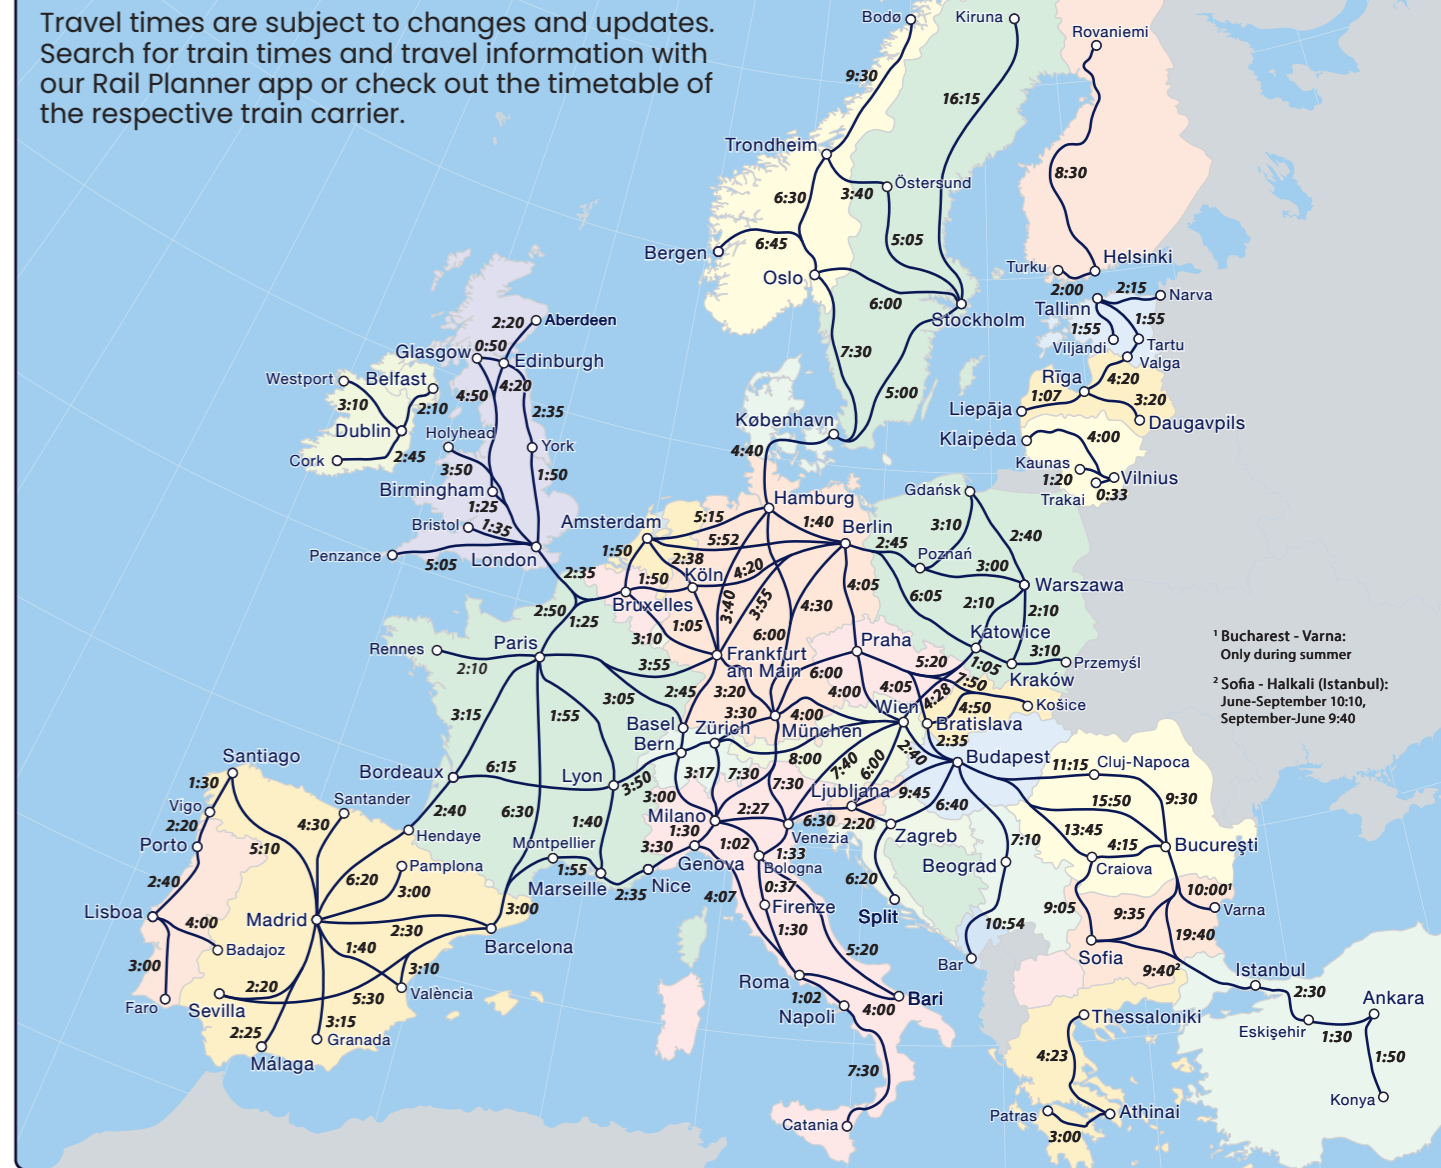 Travel times are subject to changes and updates.
Search for train times and travel information with
our Rail Planner app or check out the timetable of
the respective train carrier.
Bodø
Kiruna
Rovaniemi
9:30
16:15
Trondheim
8:30
Östersund
3:40
6:30
5:05
6:45
Bergen
Oslo
Turku
Helsinki
2:00
2:15
Narva
6:00
Tallinn
Stockholm
1:55
1:55
Viljandi
Tartu
Valga
2:20
Aberdeen
0:50
Glasgow
Edinburgh
7:30
Westport
Belfast
4:50
4:20
5:00
Rīga
4:20
3:10
2:10
2:35
1:07
3:20
Liepāja
Daugavpils
Dublin
Holyhead
København
Klaipėda
4:00
Cork
2:45
York
4:40
Kaunas
3:50
1:50
1:20
Vilnius
Birmingham
Hamburg
Gdańsk
Trakai
0:33
1:25
Amsterdam
5:15
1:40
Berlin
3:10
2:40
Bristol
1:35
5:52
2:45
Penzance
London
1:50
2:38
Poznań
3:00
5:05
2:35
1:50
Köln
4:20
4:05
Warszawa
Bruxelles
3:40
3:55
4:30
6:05
2:10
2:10
2:50
1:25
1:05
6:00
Katowice
Paris
3:10
Praha
3:10
Rennes
2:10
3:55
Frankfurt
am Main
6:00
5:20
1:05
Przemyśl
Kraków
3:05
2:45
3:20
4:00
4:05
4:28
7:50
Košice
3:15
1:55
3:30
4:00
Wien
4:50
Basel
Zürich
München
Bratislava
Bern
2:35
Budapest
¹ Bucharest - Varna:
Only during summer
² Sofia - Halkali (Istanbul):
June-September 10:10,
September-June 9:40
Santiago
8:00
7:40
6:00
2:40
11:15
Cluj-Napoca
Bordeaux
6:15
Lyon
3:50
3:17
7:30
7:30
1:30
Santander
3:00
Ljubljana
9:45
6:40
15:50
9:30
Vigo
2:20
4:30
2:40
6:30
1:40
Milano
2:27
6:30
2:20
Zagreb
13:45
Porto
5:10
Hendaye
Montpellier
1:30
Venezia
7:10
4:15
Bucureşti
3:30
1:02
1:33
Genova
Bologna
Beograd
Craiova
Pamplona
1:55
Marseille
2:35
Nice
2:40
6:20
3:00
4:07
0:37
6:20
10:00¹
Lisboa
4:00
Madrid
3:00
Firenze
Split
9:05
9:35
Varna
2:30
1:30
10:54
19:40
Badajoz
1:40
Barcelona
3:00
3:10
5:20
Bar
Sofia
9:40²
Istanbul
2:20
5:30
València
Roma
1:02
Bari
2:30
Ankara
Faro
Sevilla
Napoli
4:00
Thessaloniki
Eskişehir
1:30
2:25
3:15
Granada
Málaga
4:23
1:50
7:30
Konya
Catania
Patras
Athinai
3:00